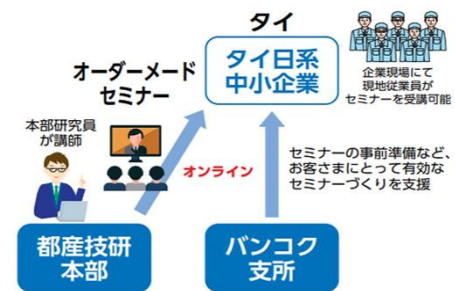 タイ
タイ日系
中小企業
企業現場にて
現地従業員が
セミナーを受講可能
オーダーメード
セミナー
本部研究員
が講師
オンライン
セミナーの事前準備など、
お客さまにとって有効な
セミナーづくりを支援
都産技研
本部
バンコク
支所